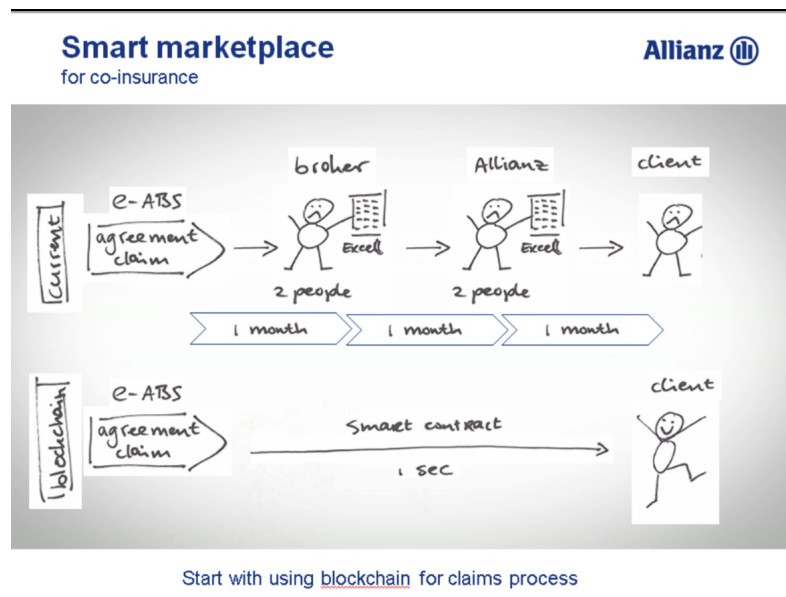 Smart marketplace
for co-insurance
Allianz
broker
Allianz
client
e-ABS
current
agreement
claim
Excell
Excell
2 people
2 people
1 month
1 month
1 month
client
e-ABS
blockchain
agreement
claim
Smart contract
1 sec
Start with using blockchain for claims process